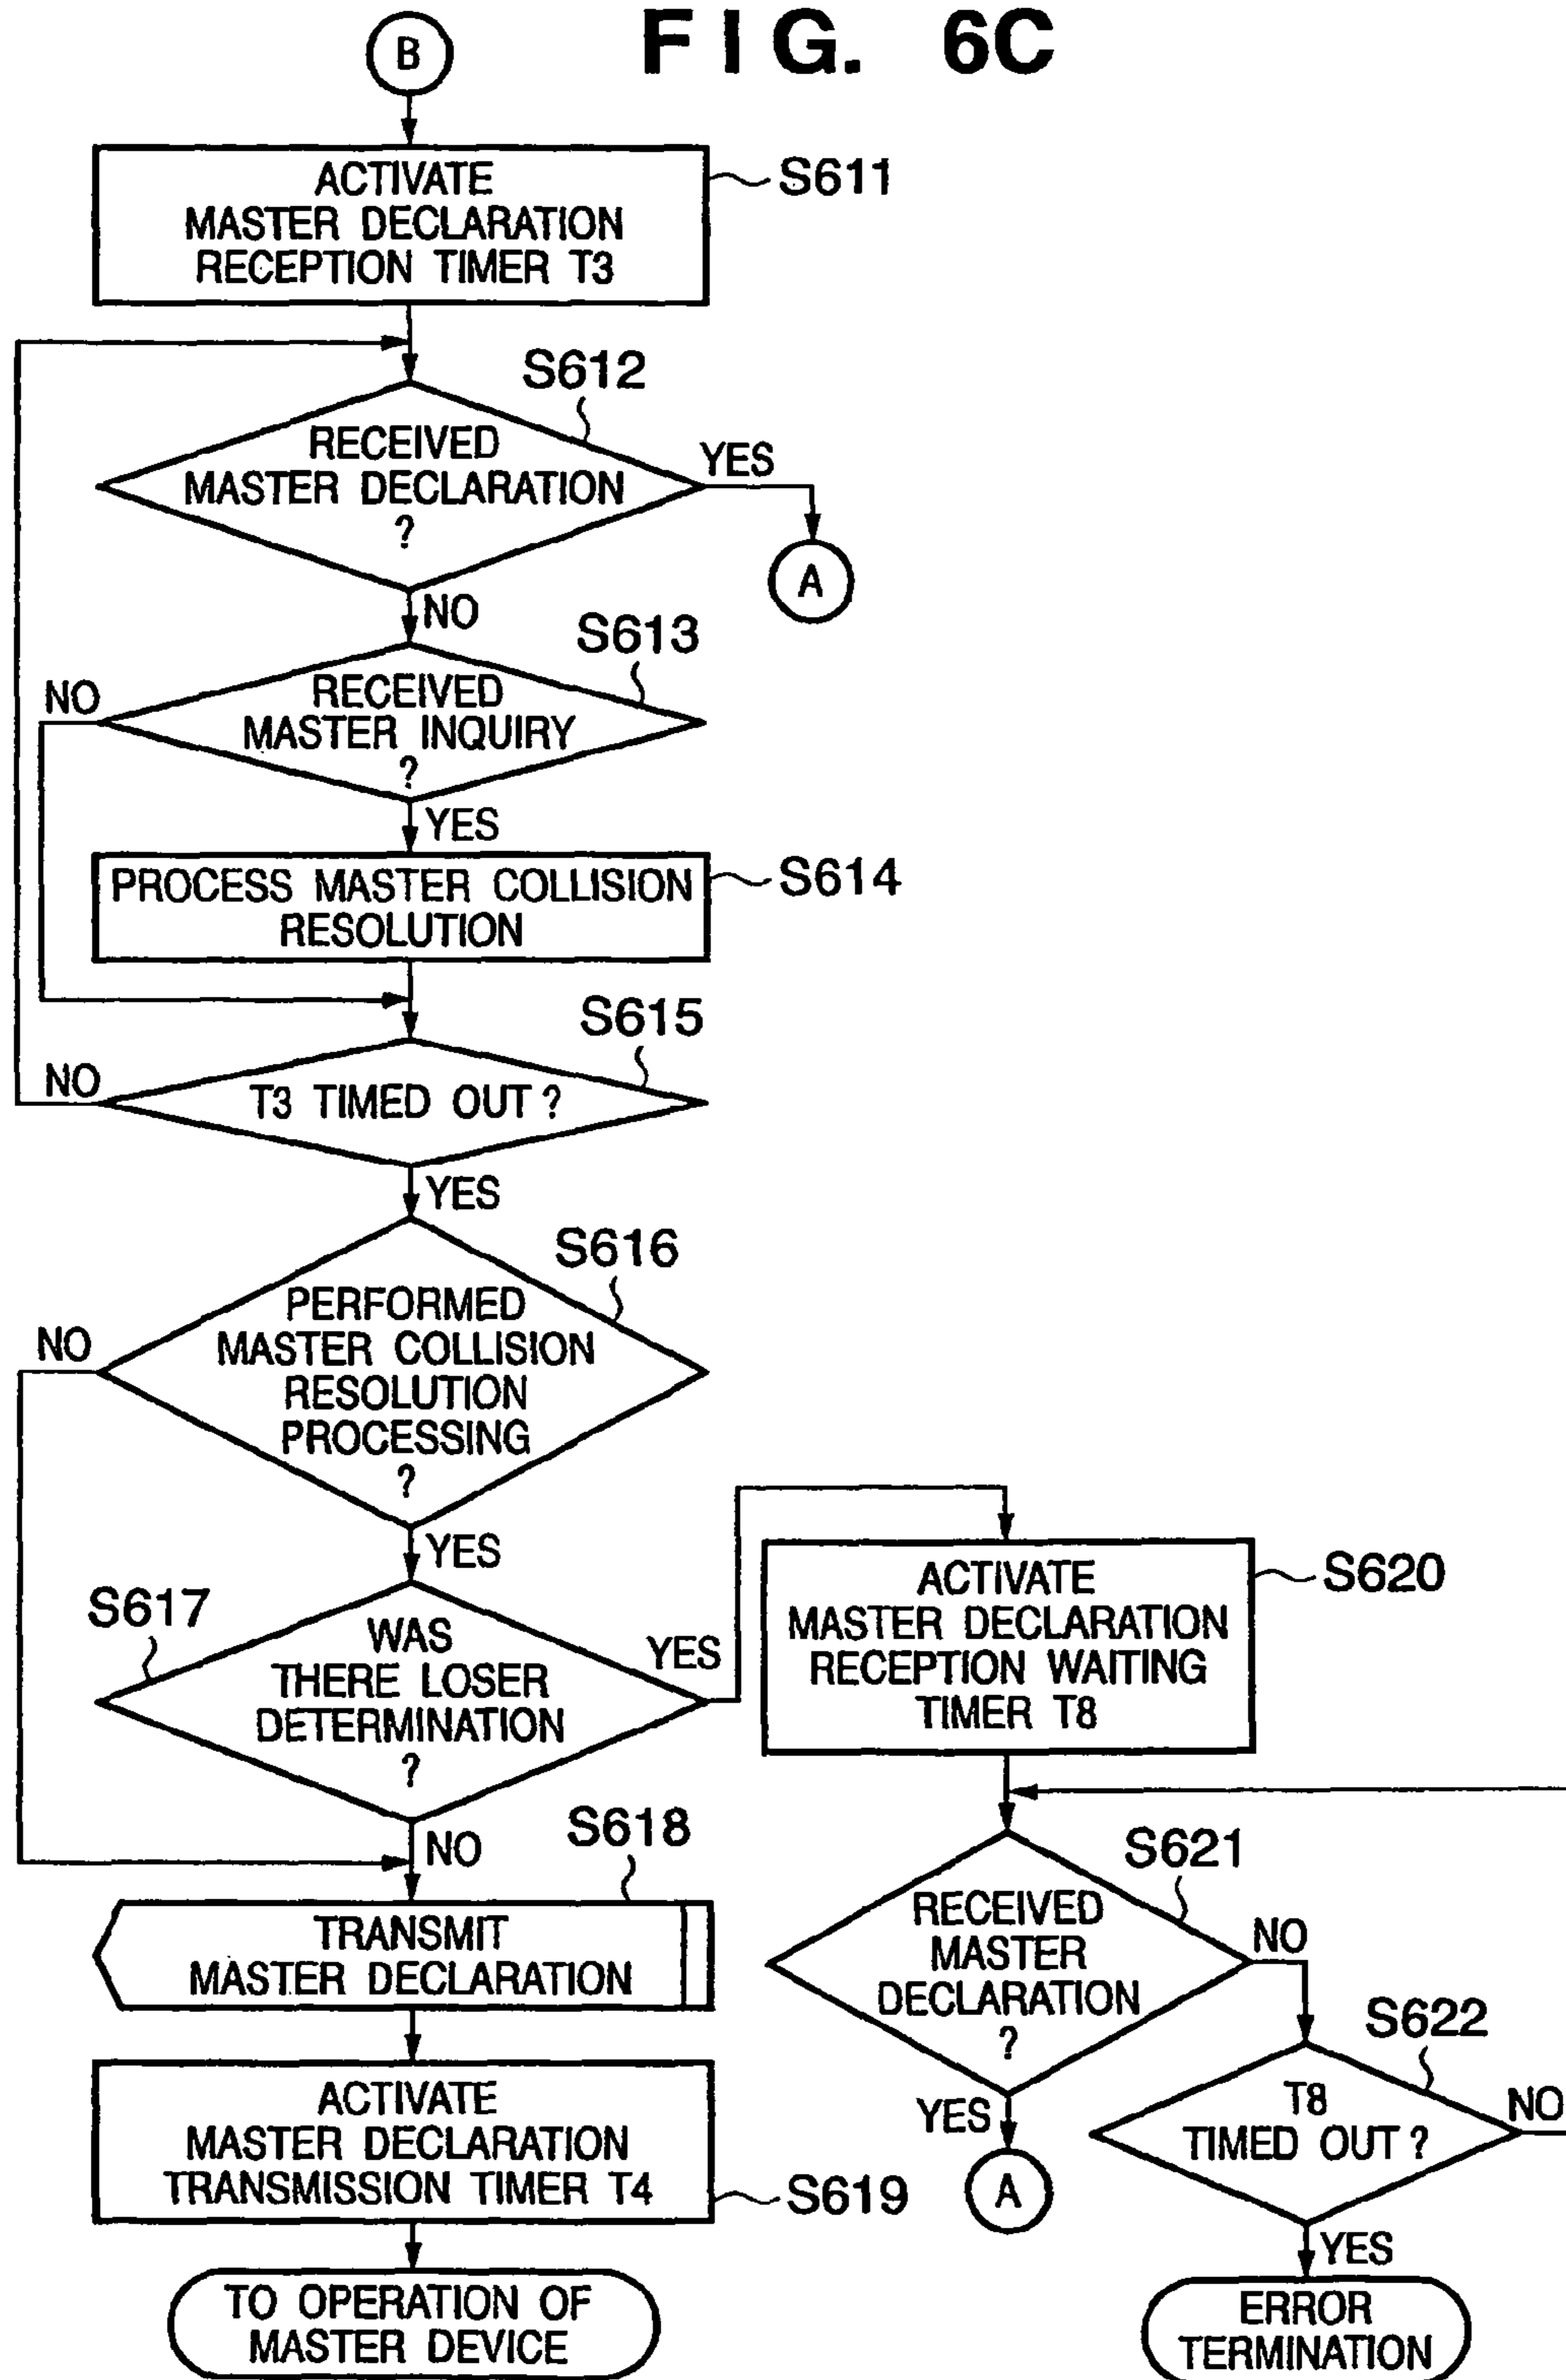 FIG. 6C
B
ACTIVATE
MASTER DECLARATION
RECEPTION TIMER T3
S611
S612
RECEIVED
MASTER DECLARATION
?
YES
A
NO
S613
NO
RECEIVED
MASTER INQUIRY
?
YES
PROCESS MASTER COLLISION
RESOLUTION
S614
S615
NO
T3 TIMED OUT ?
YES
S616
NO
PERFORMED
MASTER COLLISION
RESOLUTION
PROCESSING
?
YES
S617
WAS
THERE LOSER
DETERMINATION
?
YES
NO
S618
TRANSMIT
MASTER DECLARATION
ACTIVATE
MASTER DECLARATION
TRANSMISSION TIMER T4
S619
TO OPERATION OF
MASTER DEVICE
ACTIVATE
MASTER DECLARATION
RECEPTION WAITING
TIMER T8
S620
S621
RECEIVED
MASTER
DECLARATION
?
NO
YES
A
S622
T8
TIMED OUT ?
NO
YES
ERROR
TERMINATION